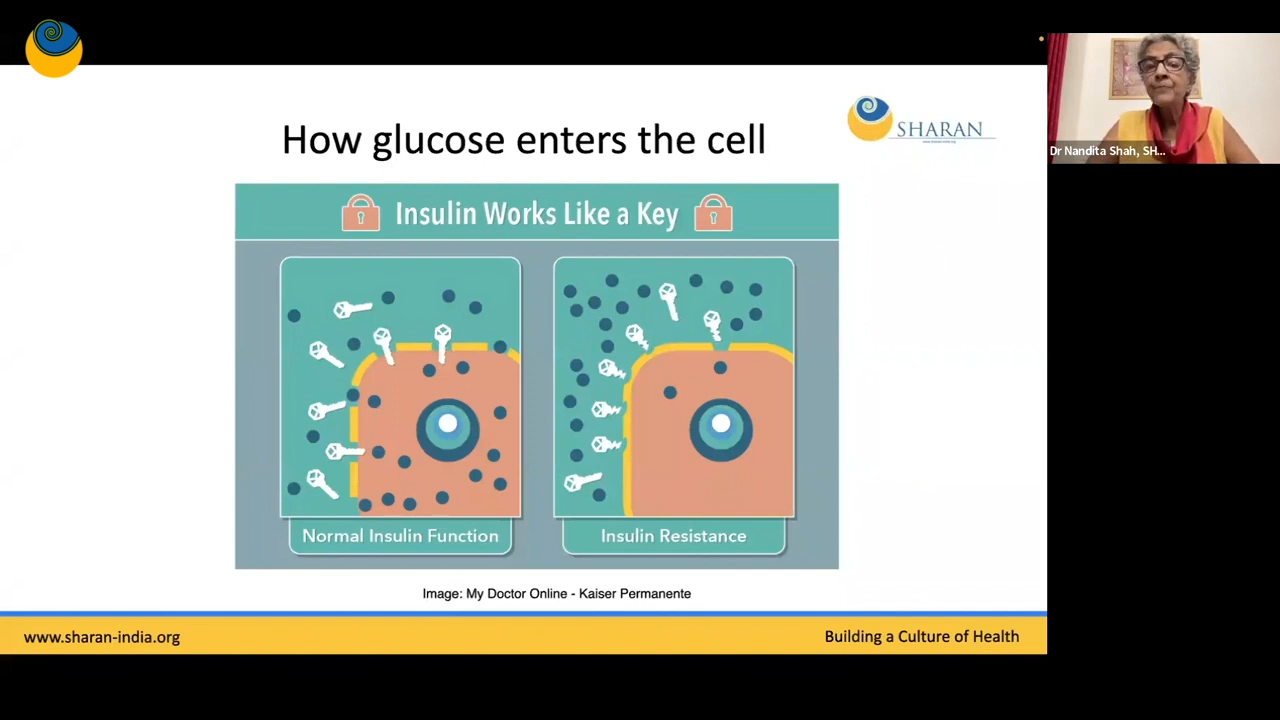 How glucose enters the cell
SHARAN
Insulin Works Like a Key
Normal Insulin Function
Insulin Resistance
Image: My Doctor Online - Kaiser Permanente
www.sharan-india.org
Building a Culture of Health
Dr Nandita Shah, SH...